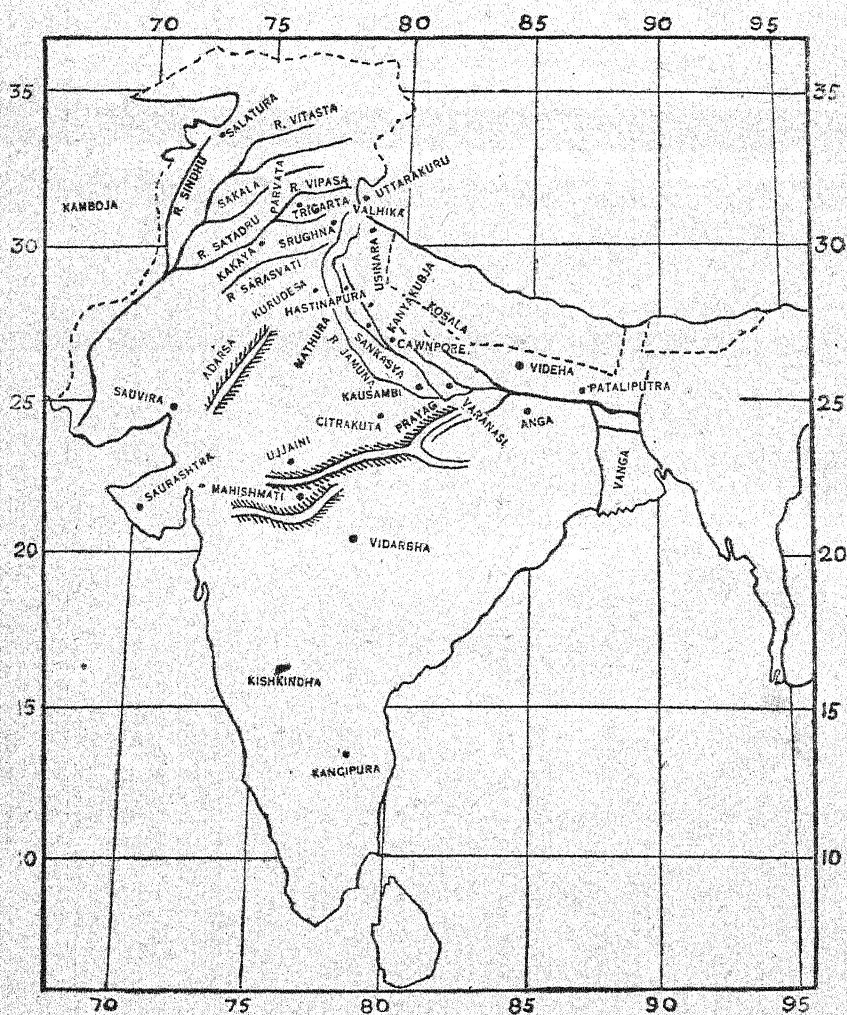 70 75 80 85 90 95
35 35
SALATURA
R. VITASTA
R. SINDHU
SAKALA
PARVATA
R. VIPASA
UTTARAKURU
KAMBOJA
TRIGARTA
VALHIKA
R. SATADRU
SRUGHNA
30 30
KAKAYA
USINARA
R SARASVATI
KURUDESA
HASTINAPURA
KANYAKUBJA
KOSALA
ADARSA
MATHURA
R. JAMUNA
SANKASYA
CAWNPORE
VIDEHA
SAUVIRA
KAUSAMBI
PATALIPUTRA
25 25
CITRAKUTA
PRAYAG
VARANASI
ANGA
UJJAINI
SAURASHTRA
MAHISHMATI
VANGA
20 20
VIDARSHA
KISHKINDHA
15 15
KANCIPURA
10 10
70 75 80 85 90 95